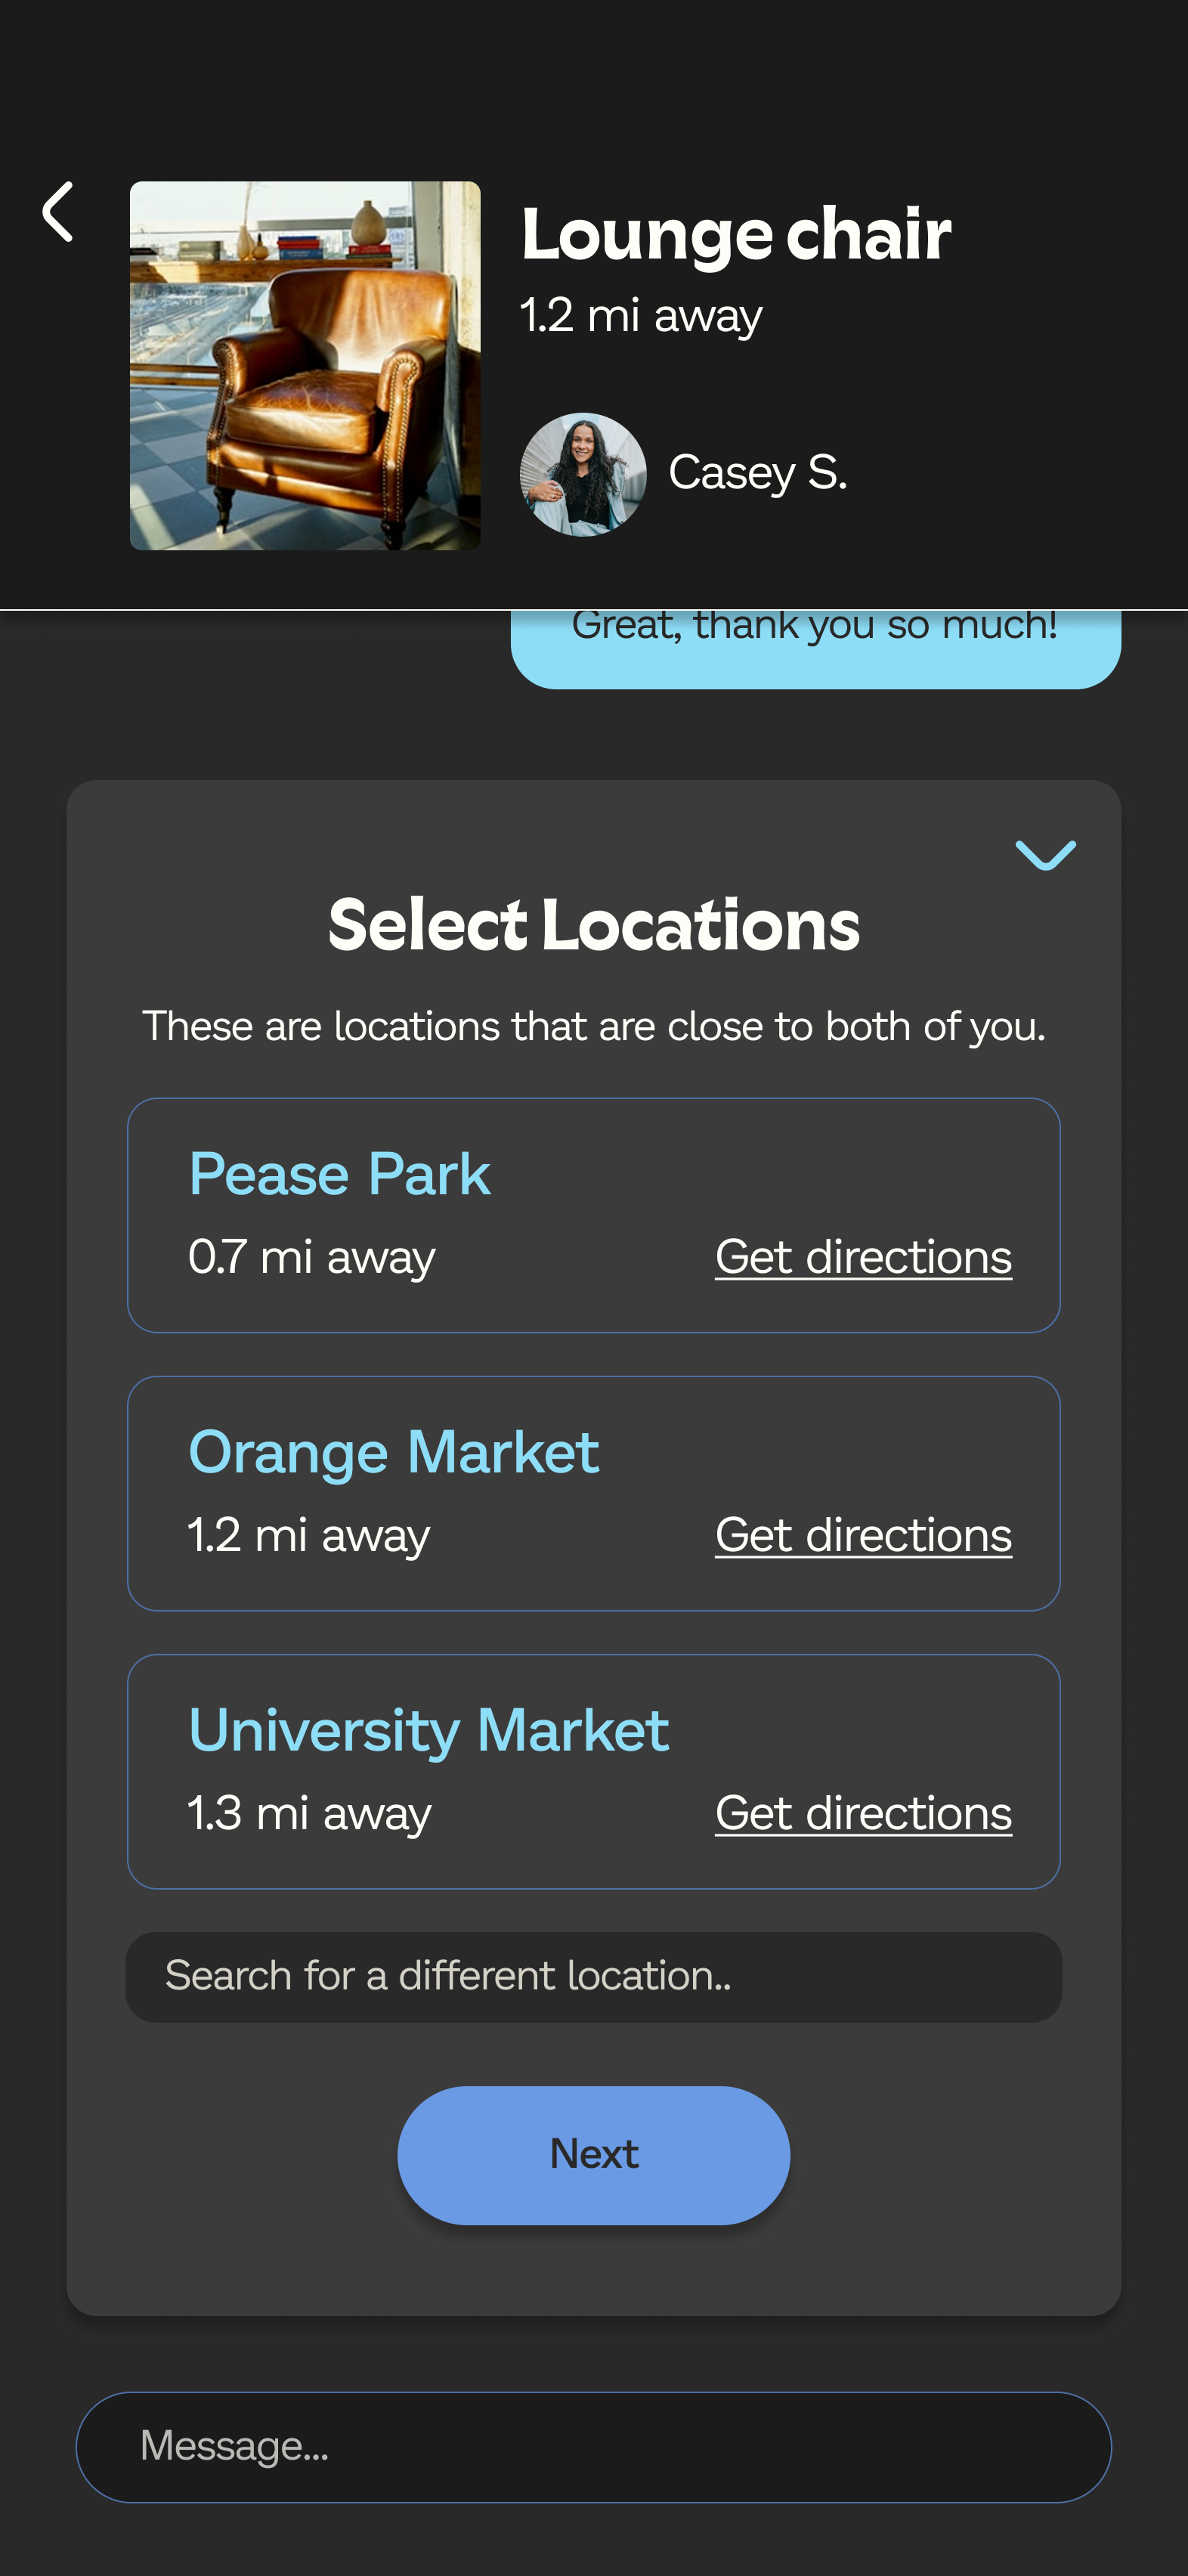 Lounge chair
1.2 mi away
Casey S.
Great, thank you so much!
Select Locations
These are locations that are close to both of you.
Pease Park
0.7 mi away
Get directions
Orange Market
1.2 mi away
Get directions
University Market
1.3 mi away
Get directions
Search for a different location..
Next
Message...